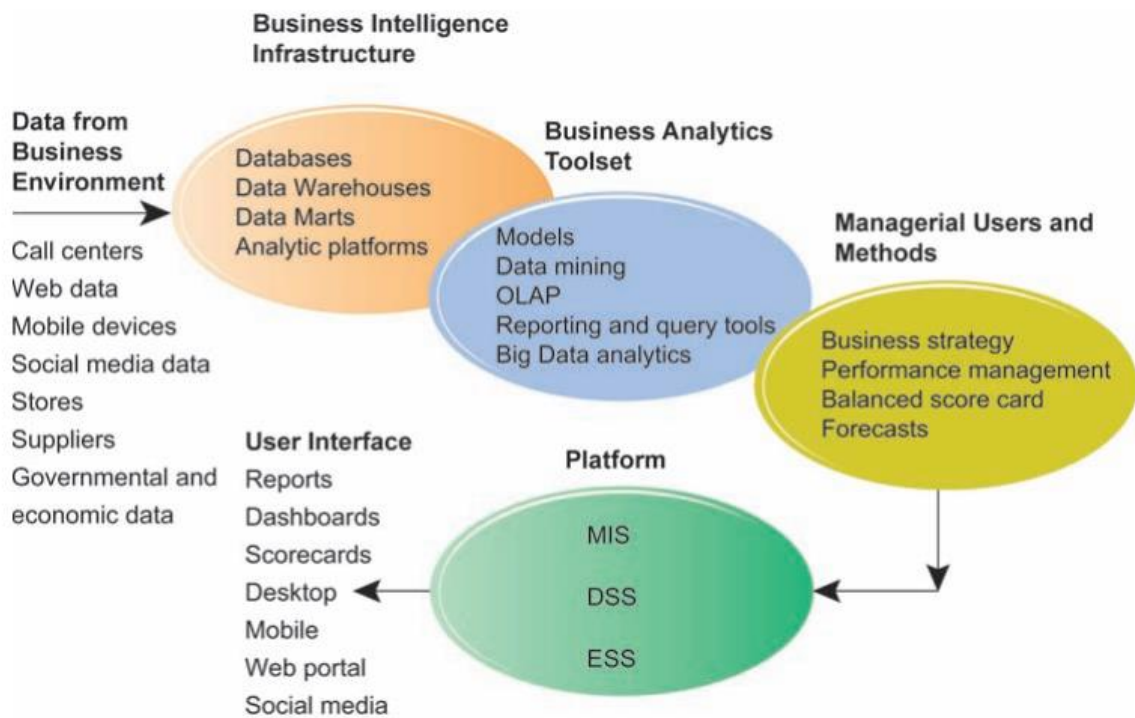 Business Intelligence
Infrastructure
Data from
Business
Environment
Call centers
Web data
Mobile devices
Social media data
Stores
Suppliers
Governmental and
economic data
Databases
Data Warehouses
Data Marts
Analytic platforms
Business Analytics
Toolset
Models
Data mining
OLAP
Reporting and query tools
Big Data analytics
Managerial Users and
Methods
Business strategy
Performance management
Balanced score card
Forecasts
Platform
MIS
DSS
ESS
User Interface
Reports
Dashboards
Scorecards
Desktop
Mobile
Web portal
Social media